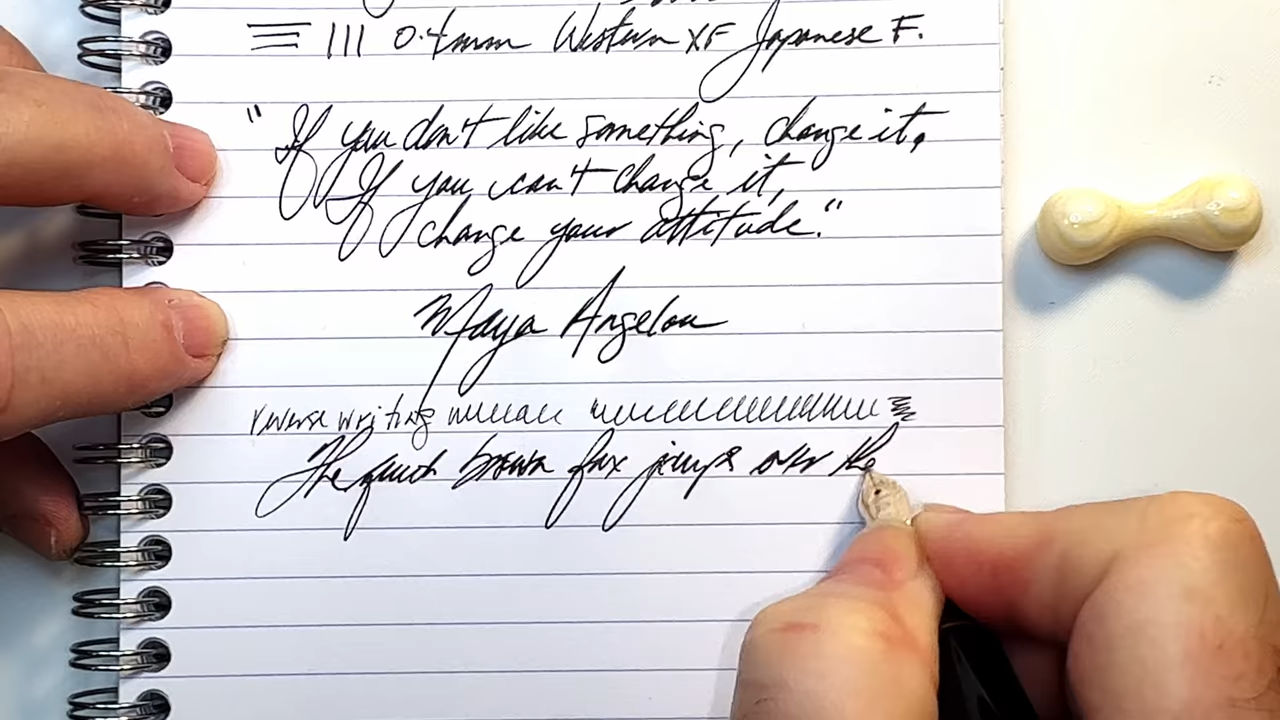 0.4mm Western XF Japanese F.
"If you don't like something, change it.
If you can't change it,
change your attitude."
Maya Angelou
reverse writing
The quick brown fox jumps over the